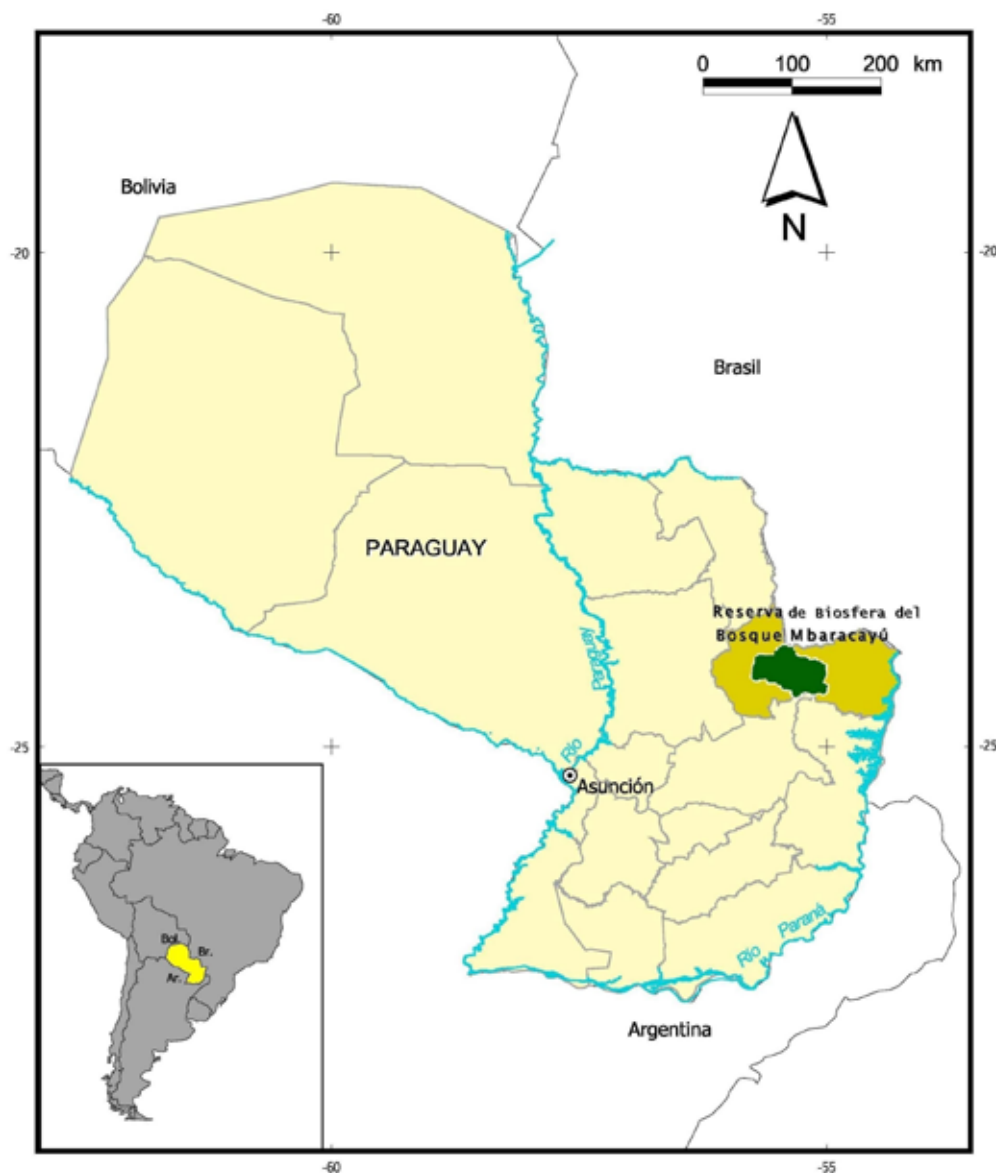 -60
-55
0 100 200 km
N
Bolivia
-20
-20
Brasil
PARAGUAY
Reserva de Biosfera del
Bosque Mbaracayú
Río Paraguay
-25
-25
Asunción
Río Paraná
Argentina
Bol.
Br.
Ar.
-60
-55